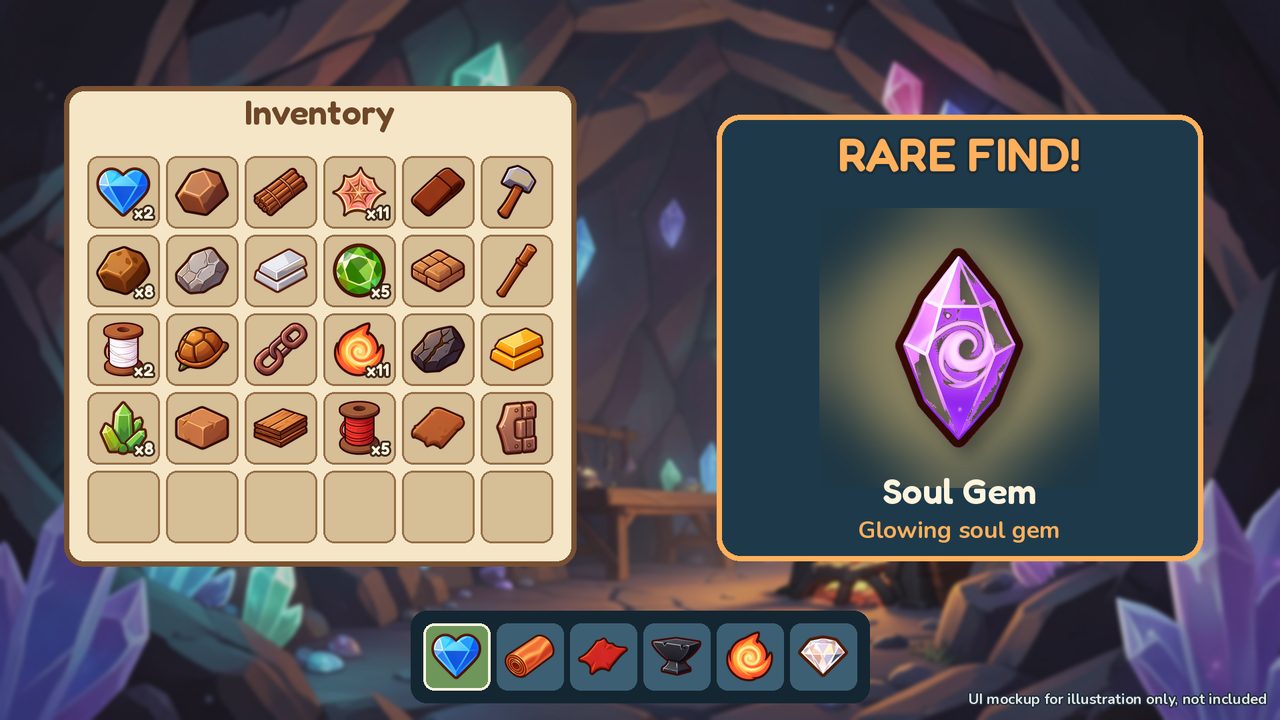 Inventory
x2
x11
x8
x5
x2
x11
x8
x5
RARE FIND!
Soul Gem
Glowing soul gem
UI mockup for illustration only, not included